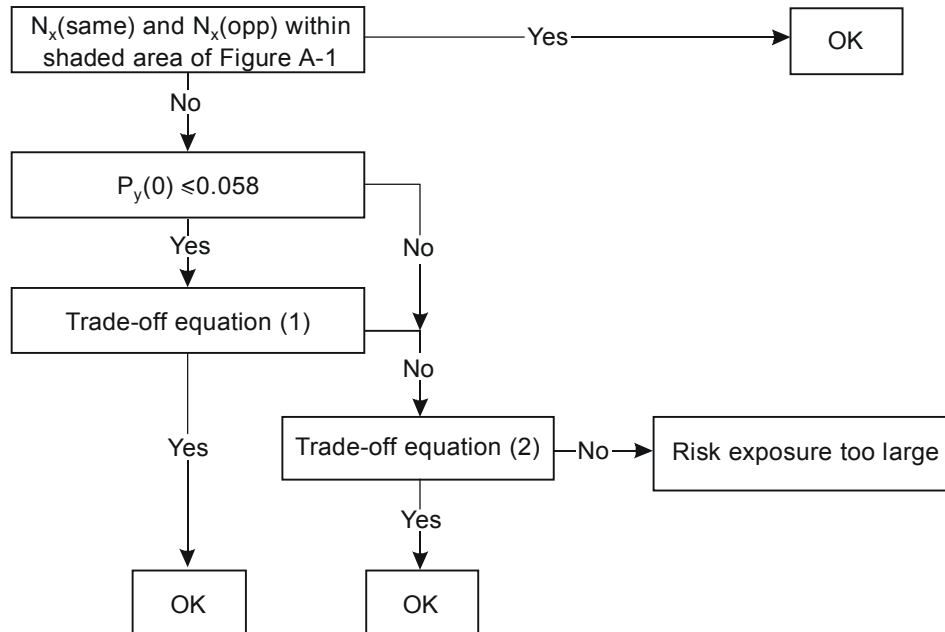 Nx(same) and Nx(opp) within
shaded area of Figure A-1
Yes
OK
No
Py(0) ⩽0.058
Yes
No
Trade-off equation (1)
No
Yes
Trade-off equation (2)
No
Risk exposure too large
Yes
OK
OK